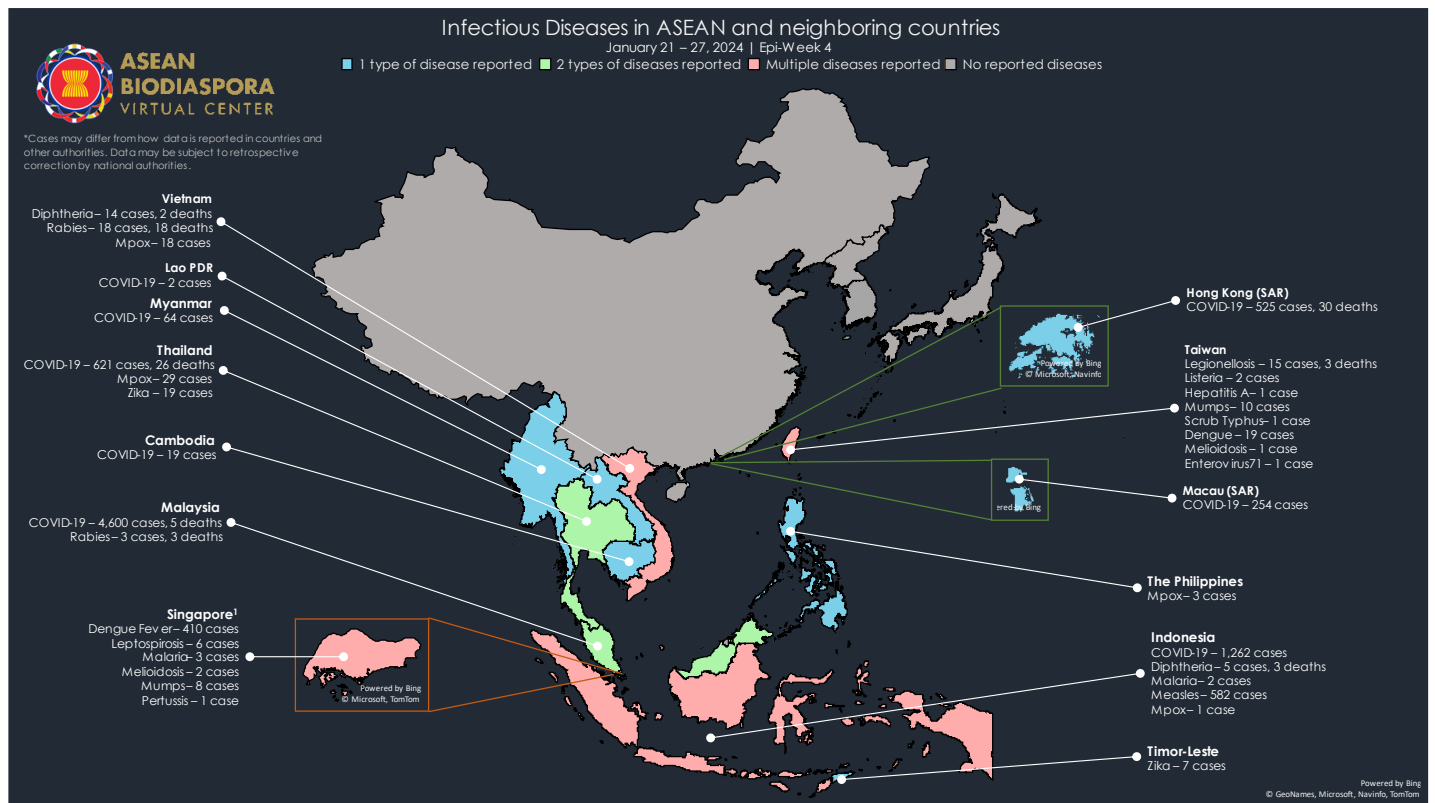 Infectious Diseases in ASEAN and neighboring countries
January 21 – 27, 2024 | Epi-Week 4
1 type of disease reported 2 types of diseases reported Multiple diseases reported No reported diseases
ASEAN
BIODIASPORA
VIRTUAL CENTER
*Cases may differ from how data is reported in countries and
other authorities. Data may be subject to retrospective
correction by national authorities.
Vietnam
Diphtheria – 14 cases, 2 deaths
Rabies – 18 cases, 18 deaths
Mpox – 18 cases
Lao PDR
COVID-19 – 2 cases
Myanmar
COVID-19 – 64 cases
Thailand
COVID-19 – 621 cases, 26 deaths
Mpox – 29 cases
Zika – 19 cases
Cambodia
COVID-19 – 19 cases
Malaysia
COVID-19 – 4,600 cases, 5 deaths
Rabies – 3 cases, 3 deaths
Singapore¹
Dengue Fever – 410 cases
Leptospirosis – 6 cases
Malaria – 3 cases
Melioidosis – 2 cases
Mumps – 8 cases
Pertussis – 1 case
Powered by Bing
© Microsoft, TomTom
Hong Kong (SAR)
COVID-19 – 525 cases, 30 deaths
Powered by Bing
© Microsoft, Navinfo
Taiwan
Legionellosis – 15 cases, 3 deaths
Listeria – 2 cases
Hepatitis A – 1 case
Mumps – 10 cases
Scrub Typhus – 1 case
Dengue – 19 cases
Melioidosis – 1 case
Enterovirus71 – 1 case
Macau (SAR)
COVID-19 – 254 cases
ered by Bing
The Philippines
Mpox – 3 cases
Indonesia
COVID-19 – 1,262 cases
Diphtheria – 5 cases, 3 deaths
Malaria – 2 cases
Measles – 582 cases
Mpox – 1 case
Timor-Leste
Zika – 7 cases
Powered by Bing
© GeoNames, Microsoft, Navinfo, TomTom